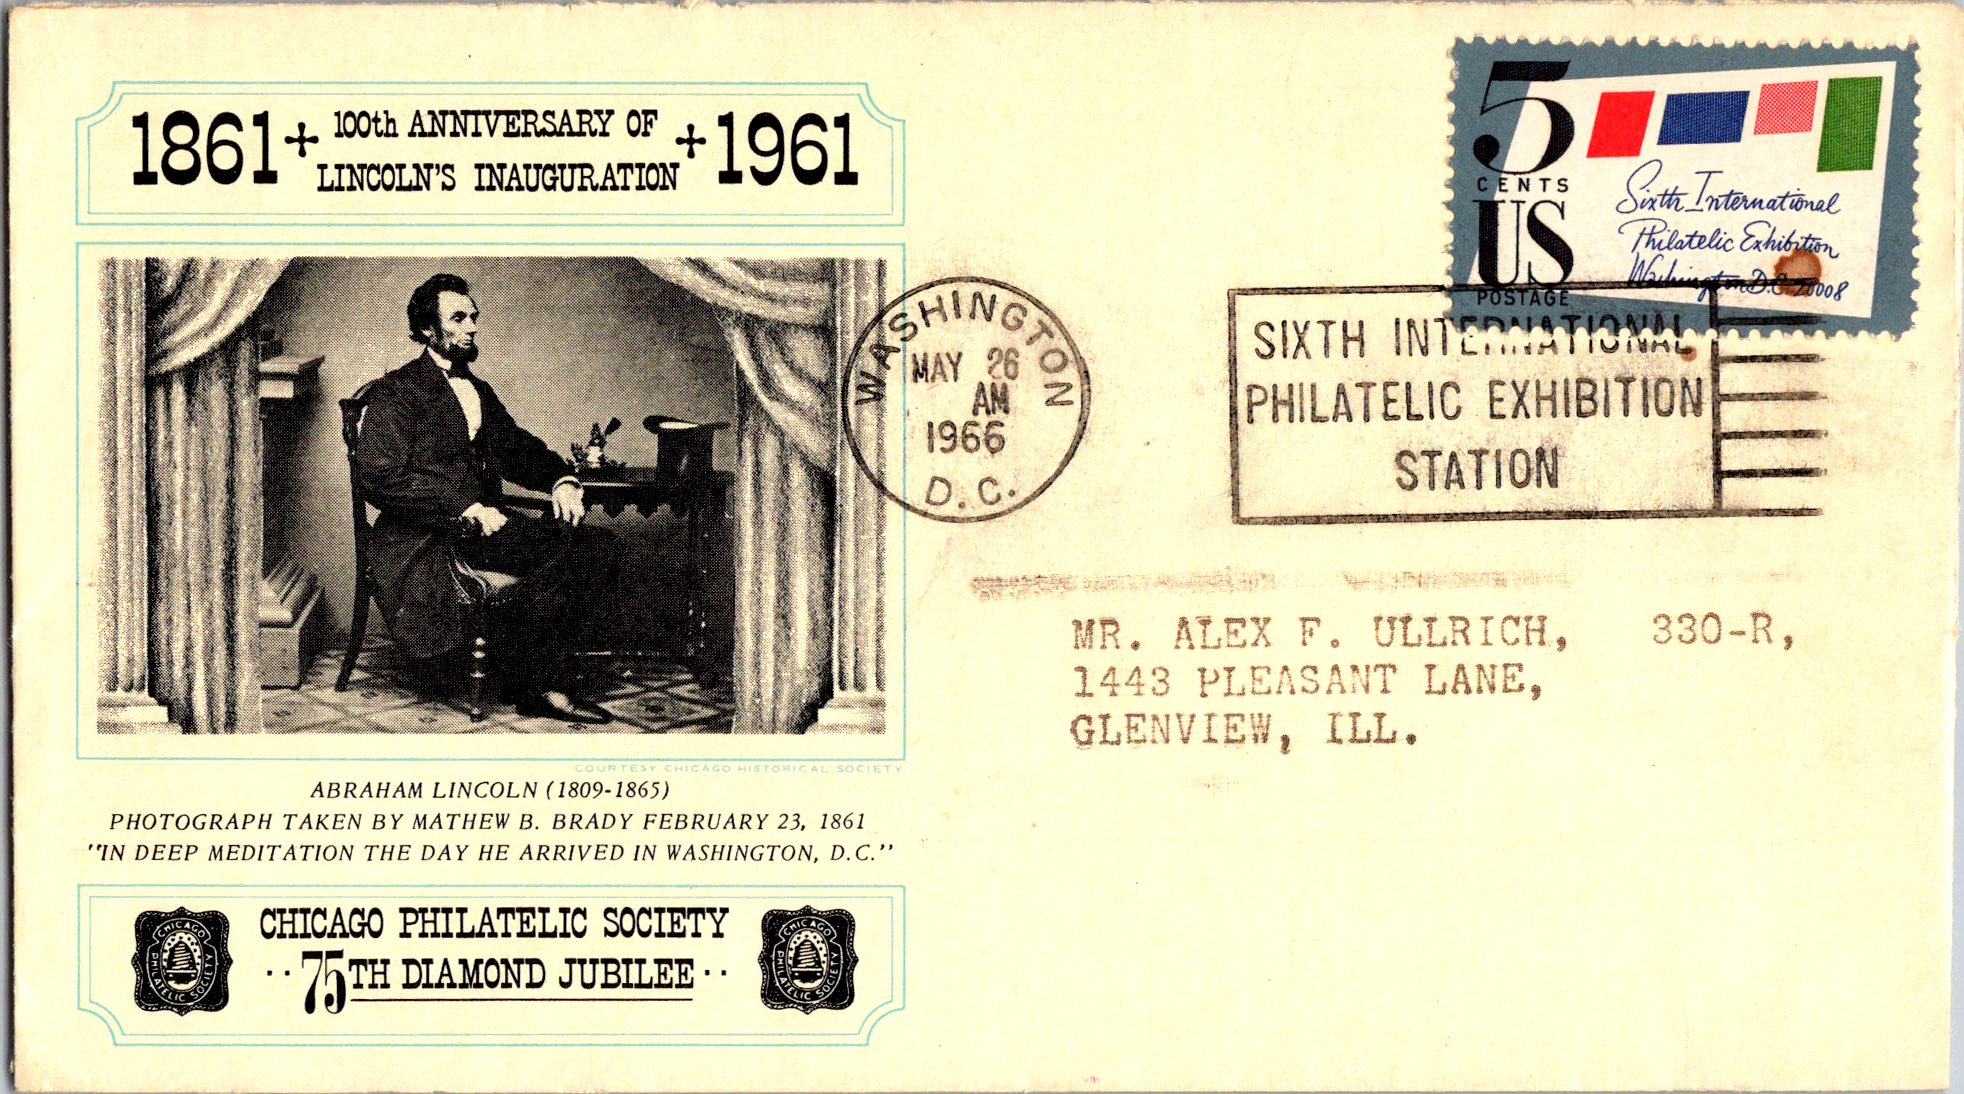 1861 + 100th ANNIVERSARY OF LINCOLN'S INAUGURATION + 1961
COURTESY CHICAGO HISTORICAL SOCIETY
ABRAHAM LINCOLN (1809-1865)
PHOTOGRAPH TAKEN BY MATHEW B. BRADY FEBRUARY 23, 1861
"IN DEEP MEDITATION THE DAY HE ARRIVED IN WASHINGTON, D.C."
CHICAGO PHILATELIC SOCIETY
··75TH DIAMOND JUBILEE··
CHICAGO PHILATELIC SOCIETY
CHICAGO PHILATELIC SOCIETY
WASHINGTON
MAY 26
AM
1966
D.C.
5
CENTS
US
POSTAGE
Sixth International
Philatelic Exhibition
Washington D.C. 20008
SIXTH INTERNATIONAL
PHILATELIC EXHIBITION
STATION
MR. ALEX F. ULLRICH, 330-R,
1443 PLEASANT LANE,
GLENVIEW, ILL.